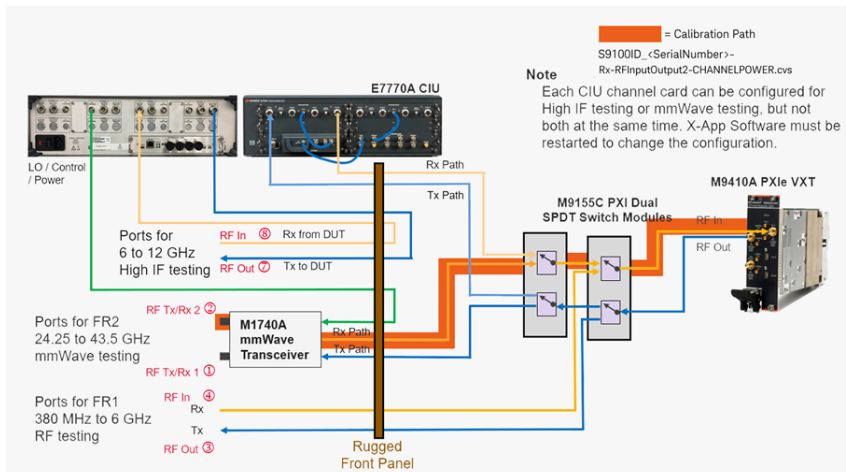 = Calibration Path
S9100ID_<SerialNumber>-
Rx-RFInputOutput2-CHANNELPOWER.cvs
Note
Each CIU channel card can be configured for
High IF testing or mmWave testing, but not
both at the same time. X-App Software must be
restarted to change the configuration.
E7770A CIU
LO / Control
/ Power
Rx Path
Tx Path
M9410A PXIe VXT
M9155C PXI Dual
SPDT Switch Modules
RF In
RF Out
Ports for
6 to 12 GHz
High IF testing
RF In ⑧ Rx from DUT
RF Out ⑦ Tx to DUT
Ports for FR2
24.25 to 43.5 GHz
mmWave testing
RF Tx/Rx 2 ②
M1740A
mmWave
Transceiver
Rx Path
Tx Path
RF Tx/Rx 1 ①
Ports for FR1
380 MHz to 6 GHz
RF testing
RF In ④
Rx
Tx
RF Out ③
Rugged
Front Panel